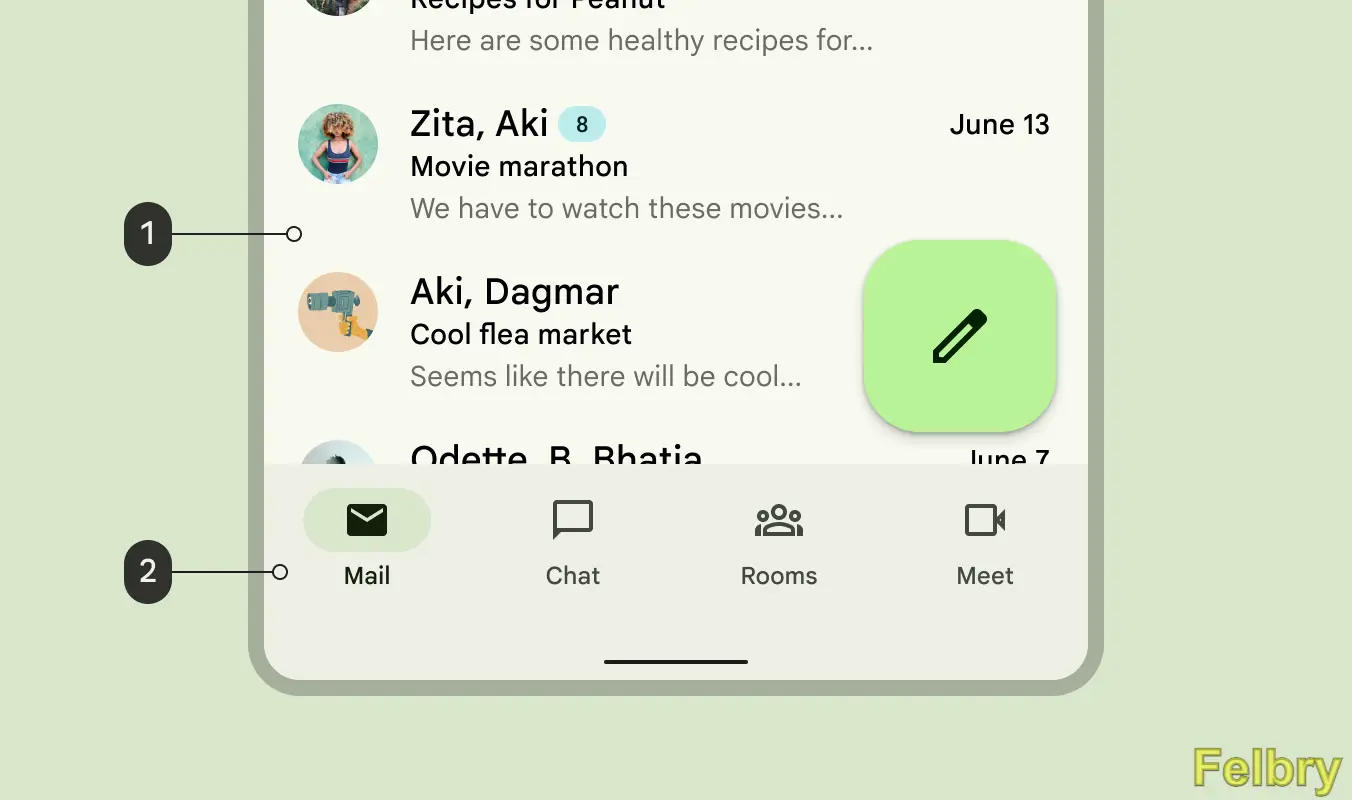 Recipes for Peanut
Here are some healthy recipes for...
Zita, Aki 8 June 13
Movie marathon
We have to watch these movies...
1
Aki, Dagmar
Cool flea market
Seems like there will be cool...
Odette, B, Bhatia June 7
2
Mail Chat Rooms Meet
Felbry